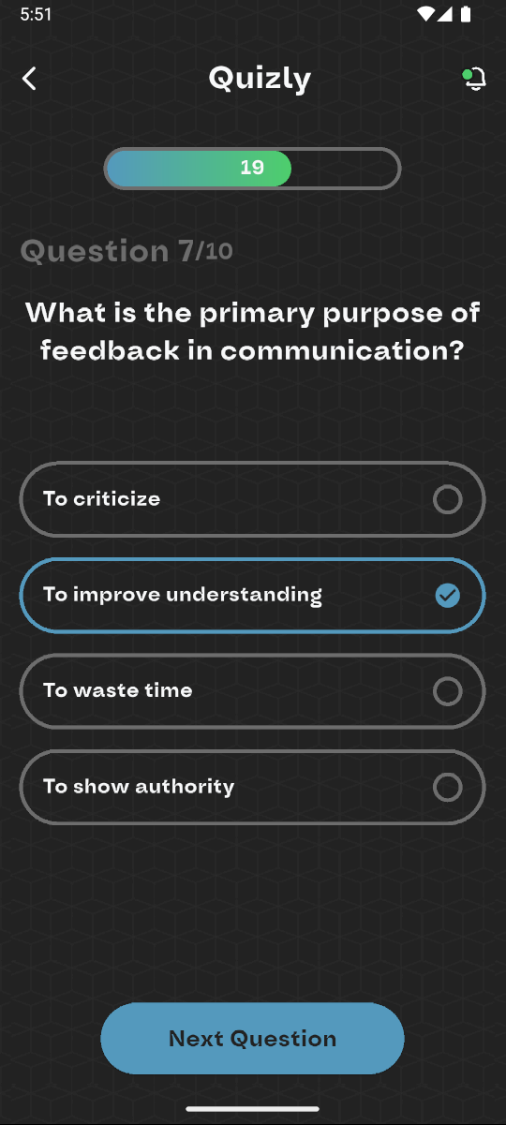 5:51
Quizly
19
Question 7/10
What is the primary purpose of
feedback in communication?
To criticize
To improve understanding
To waste time
To show authority
Next Question